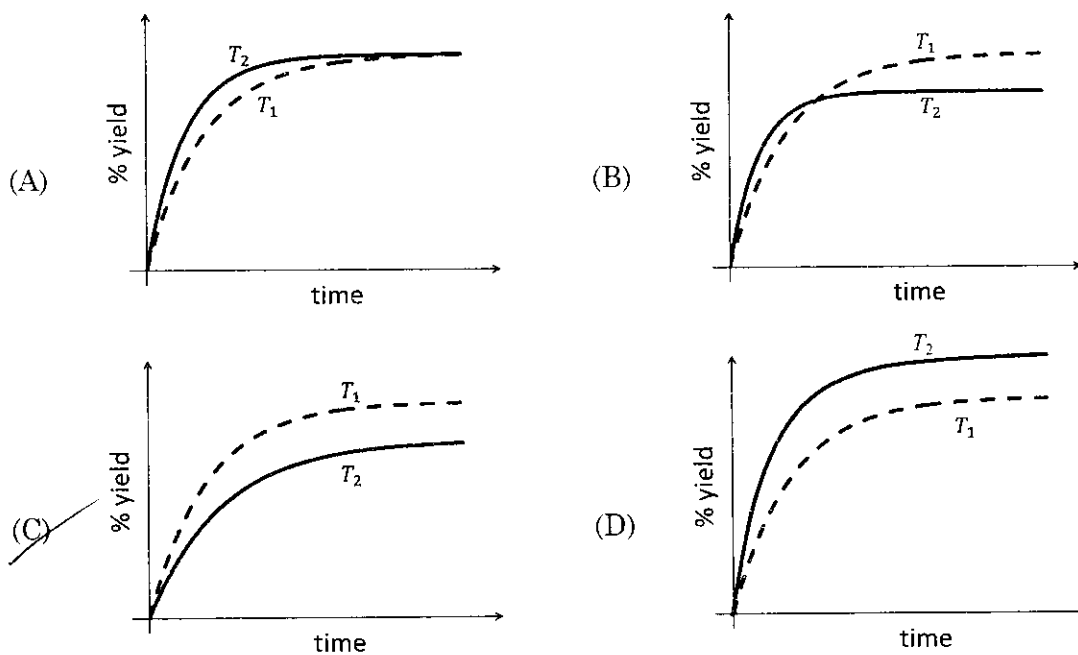 (A)
% yield
T₂
T₁
time
(B)
% yield
T₁
T₂
time
(C)
% yield
T₁
T₂
time
(D)
% yield
T₂
T₁
time